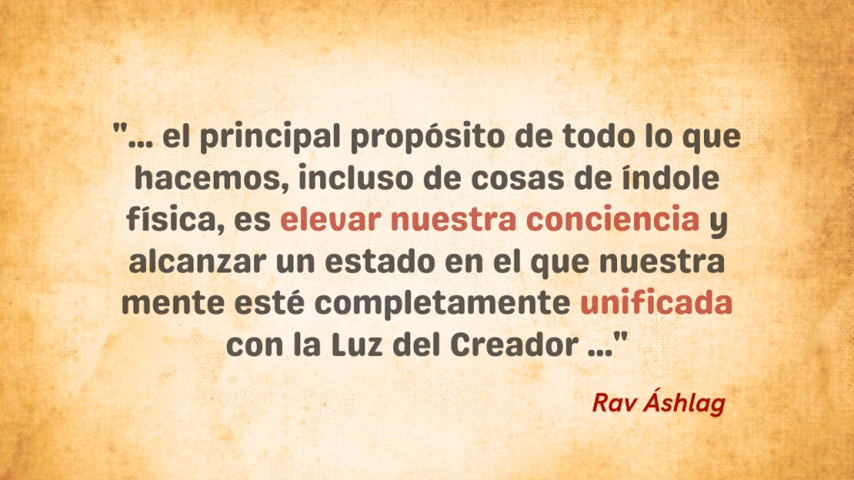 "... el principal propósito de todo lo que
hacemos, incluso de cosas de índole
física, es elevar nuestra conciencia y
alcanzar un estado en el que nuestra
mente esté completamente unificada
con la Luz del Creador ..."
Rav Áshlag